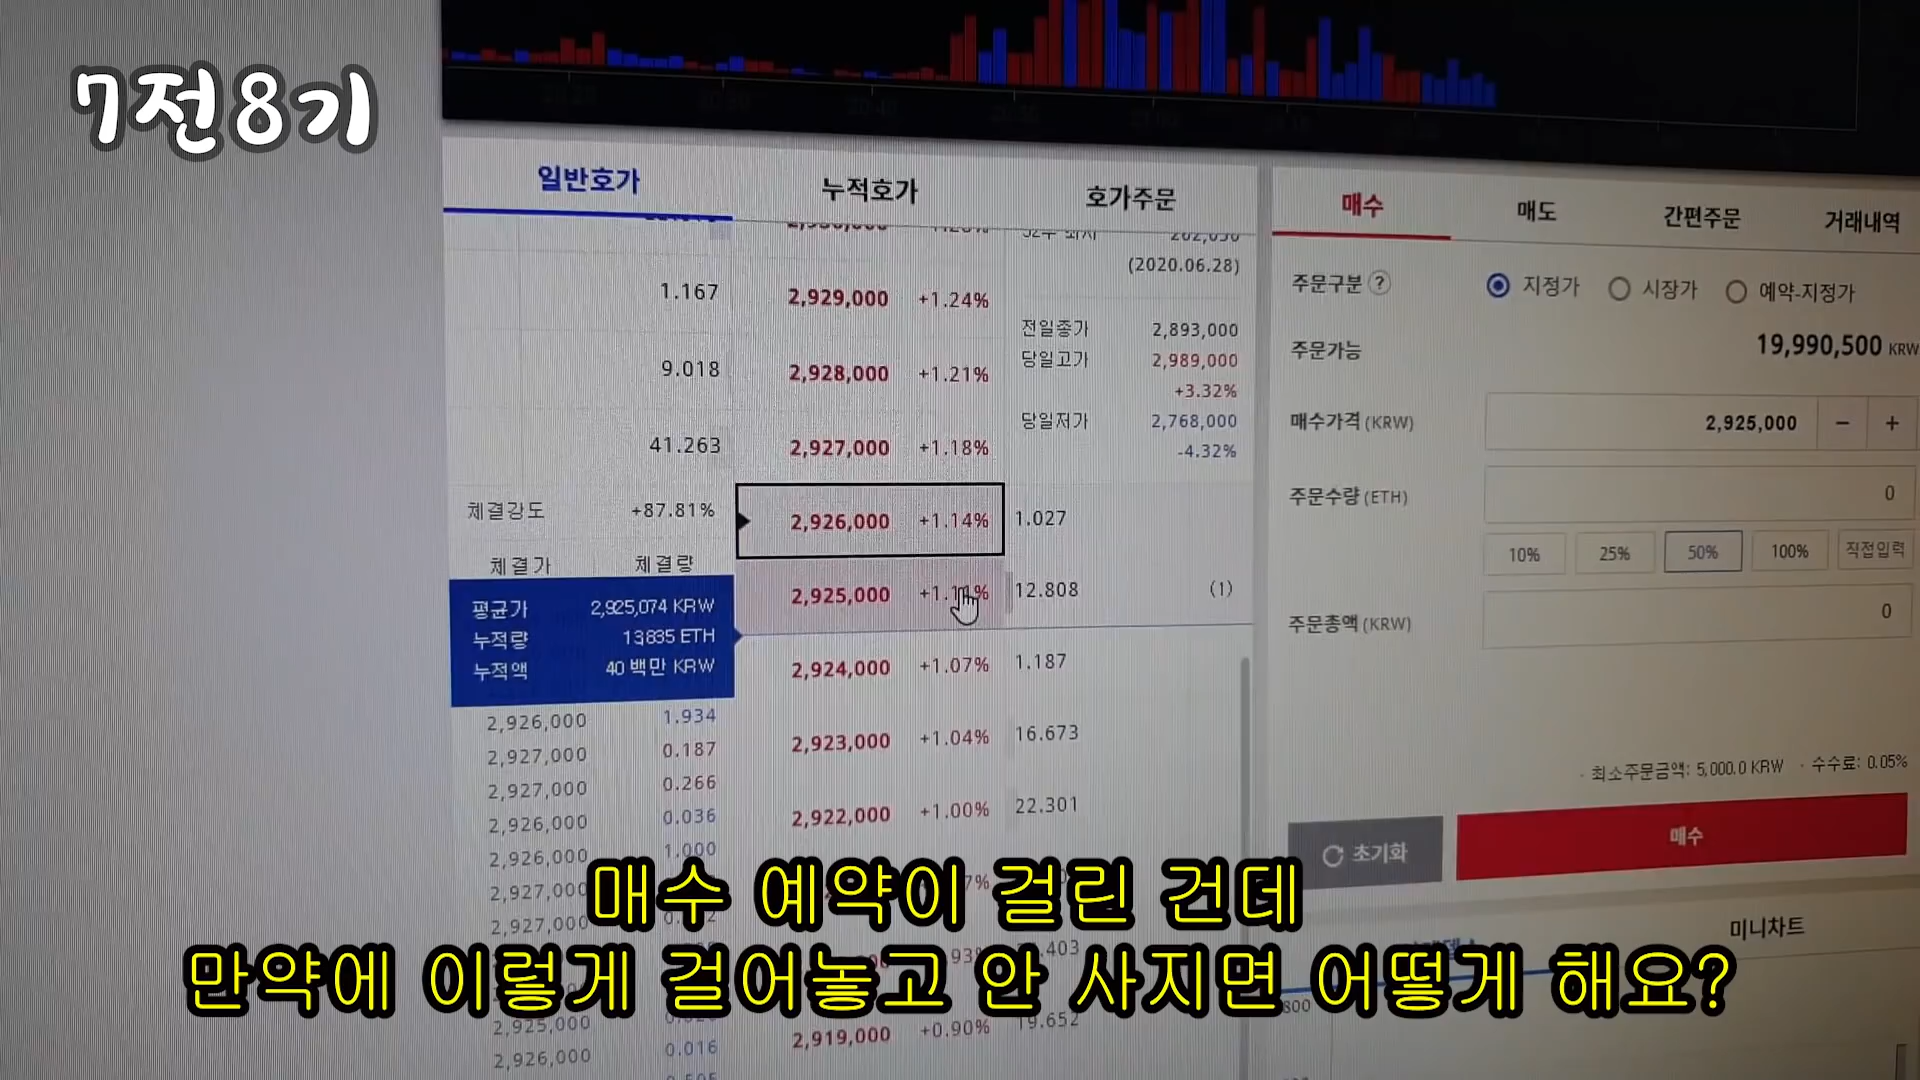 7전8기
일반호가 누적호가 호가주문
매수 매도 간편주문 거래내역
(2020.06.28)
1.167 2,929,000 +1.24%
전일종가 2,893,000
9.018 2,928,000 +1.21%
당일고가 2,989,000
+3.32%
41.263 2,927,000 +1.18%
당일저가 2,768,000
-4.32%
체결강도 +87.81%
2,926,000 +1.14% 1.027
체결가 체결량
2,925,000 12.808 (1)
평균가 2,925,074 KRW
누적량 13.835 ETH
누적액 40 백만 KRW
2,924,000 +1.07% 1.187
2,926,000 1.934
2,923,000 +1.04% 16.673
2,927,000 0.187
2,927,000 0.266
2,922,000 +1.00% 22.301
2,926,000 0.036
2,926,000 1.000
2,927,000
2,927,000
2,919,000 +0.90% 19.652
2,925,000
2,926,000 0.016
주문구분 ? 지정가 시장가 예약-지정가
주문가능 19,990,500 KRW
매수가격 (KRW) 2,925,000 − +
주문수량 (ETH) 0
10% 25% 50% 100% 직접입력
주문총액 (KRW) 0
· 최소주문금액: 5,000.0 KRW · 수수료: 0.05%
초기화 매수
미니차트
매수 예약이 걸린 건데
만약에 이렇게 걸어놓고 안 사지면 어떻게 해요?